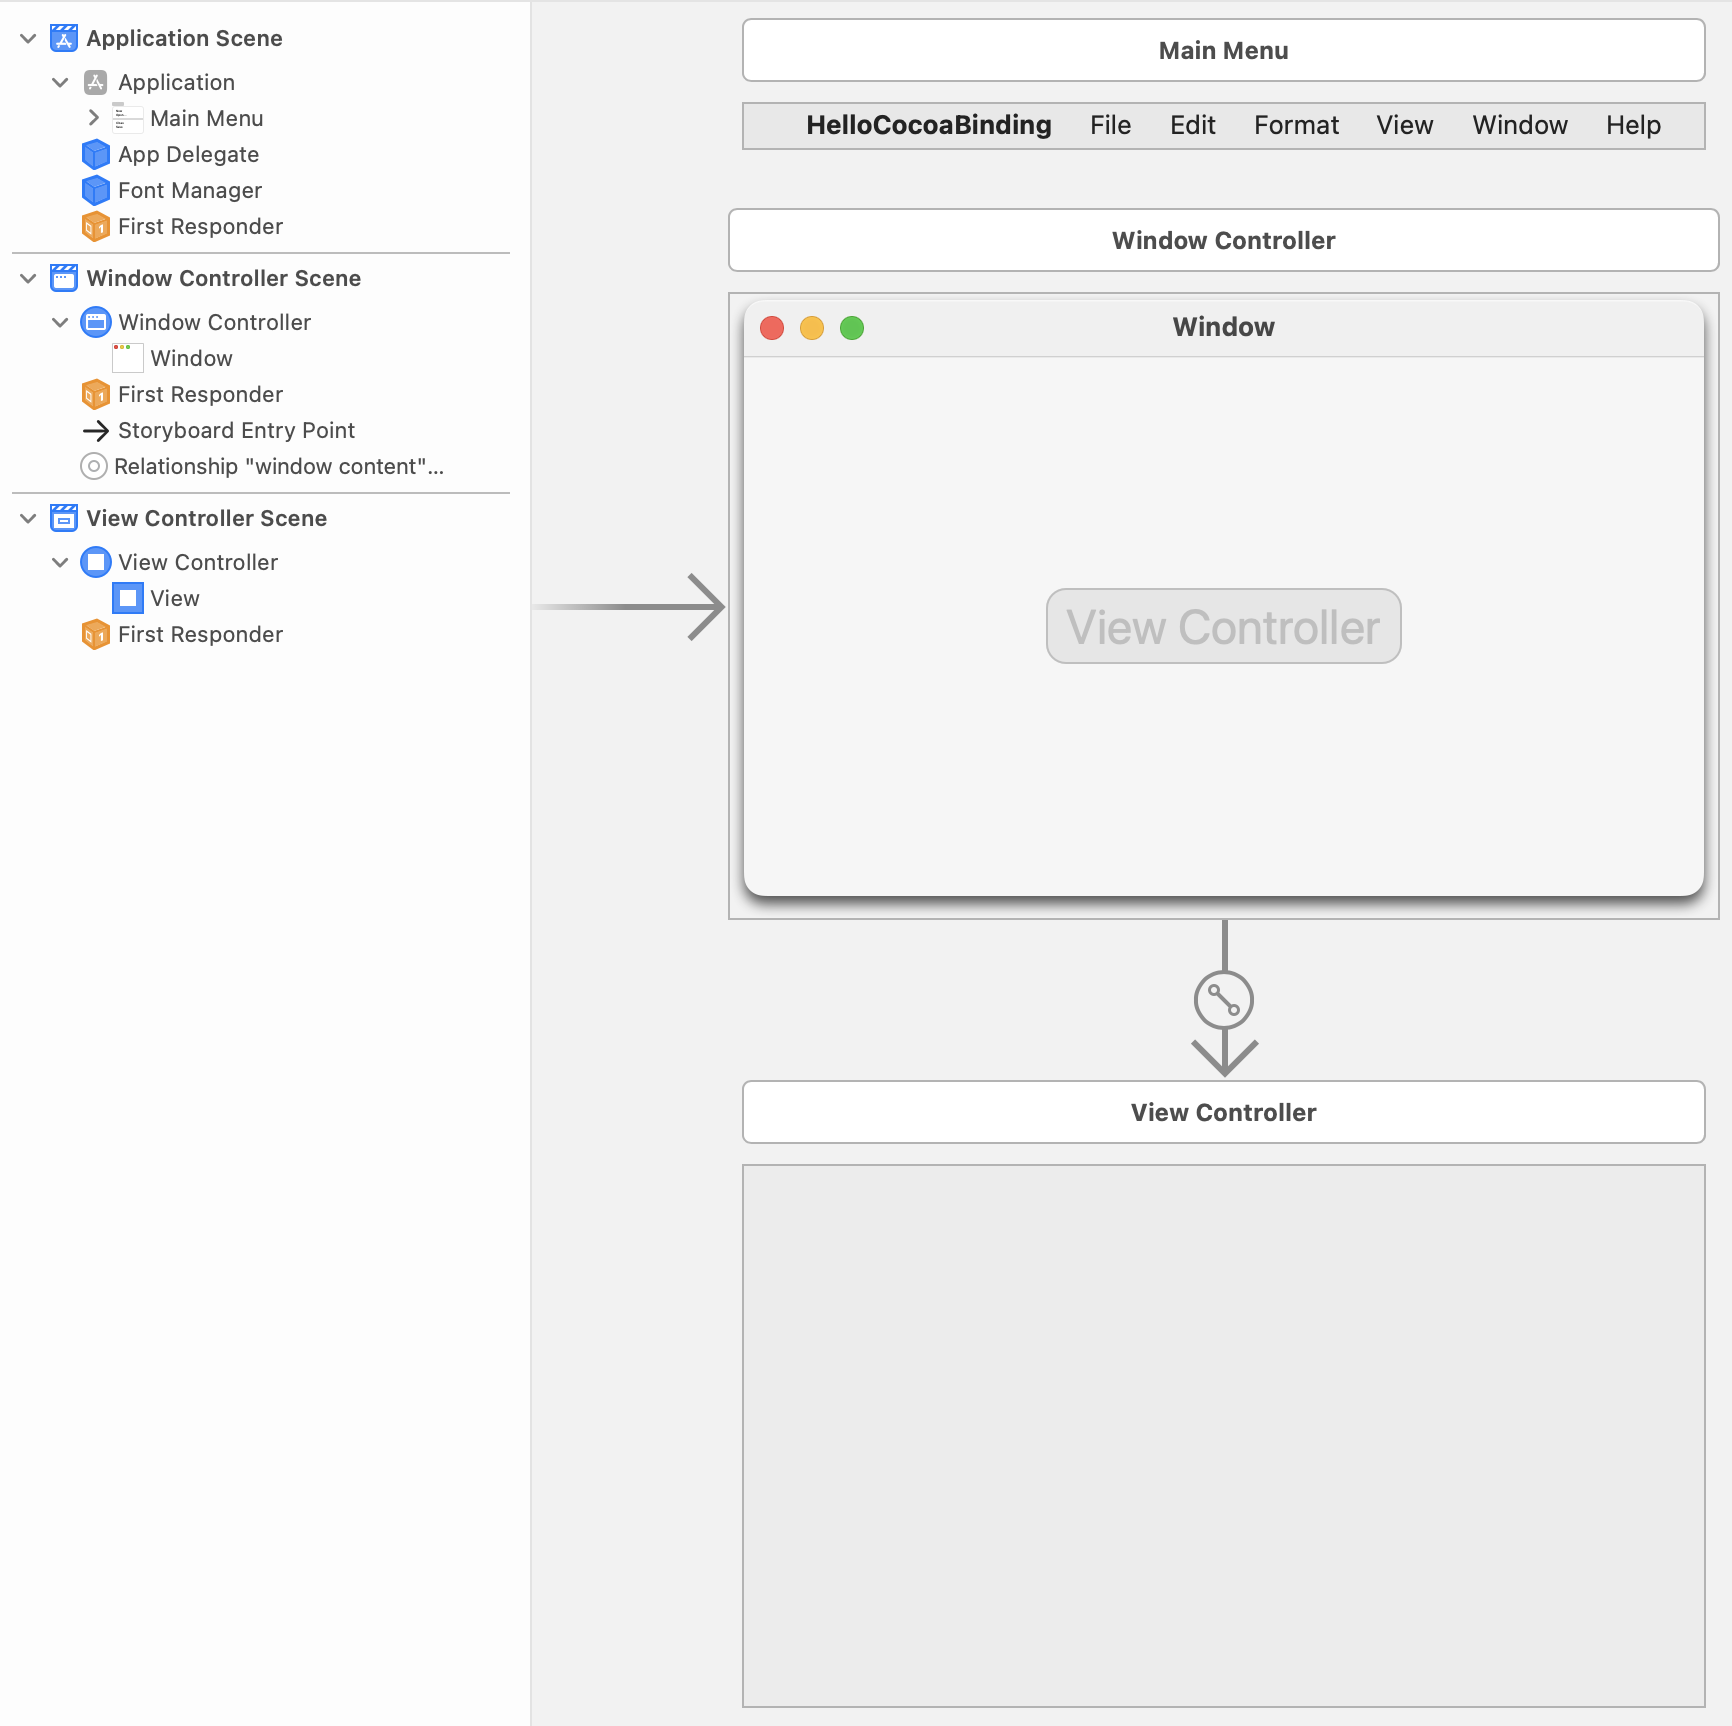 Application Scene
Application
Main Menu
App Delegate
Font Manager
First Responder
Window Controller Scene
Window Controller
Window
First Responder
Storyboard Entry Point
Relationship "window content"...
View Controller Scene
View Controller
View
First Responder
Main Menu
HelloCocoaBinding File Edit Format View Window Help
Window Controller
Window
View Controller
View Controller